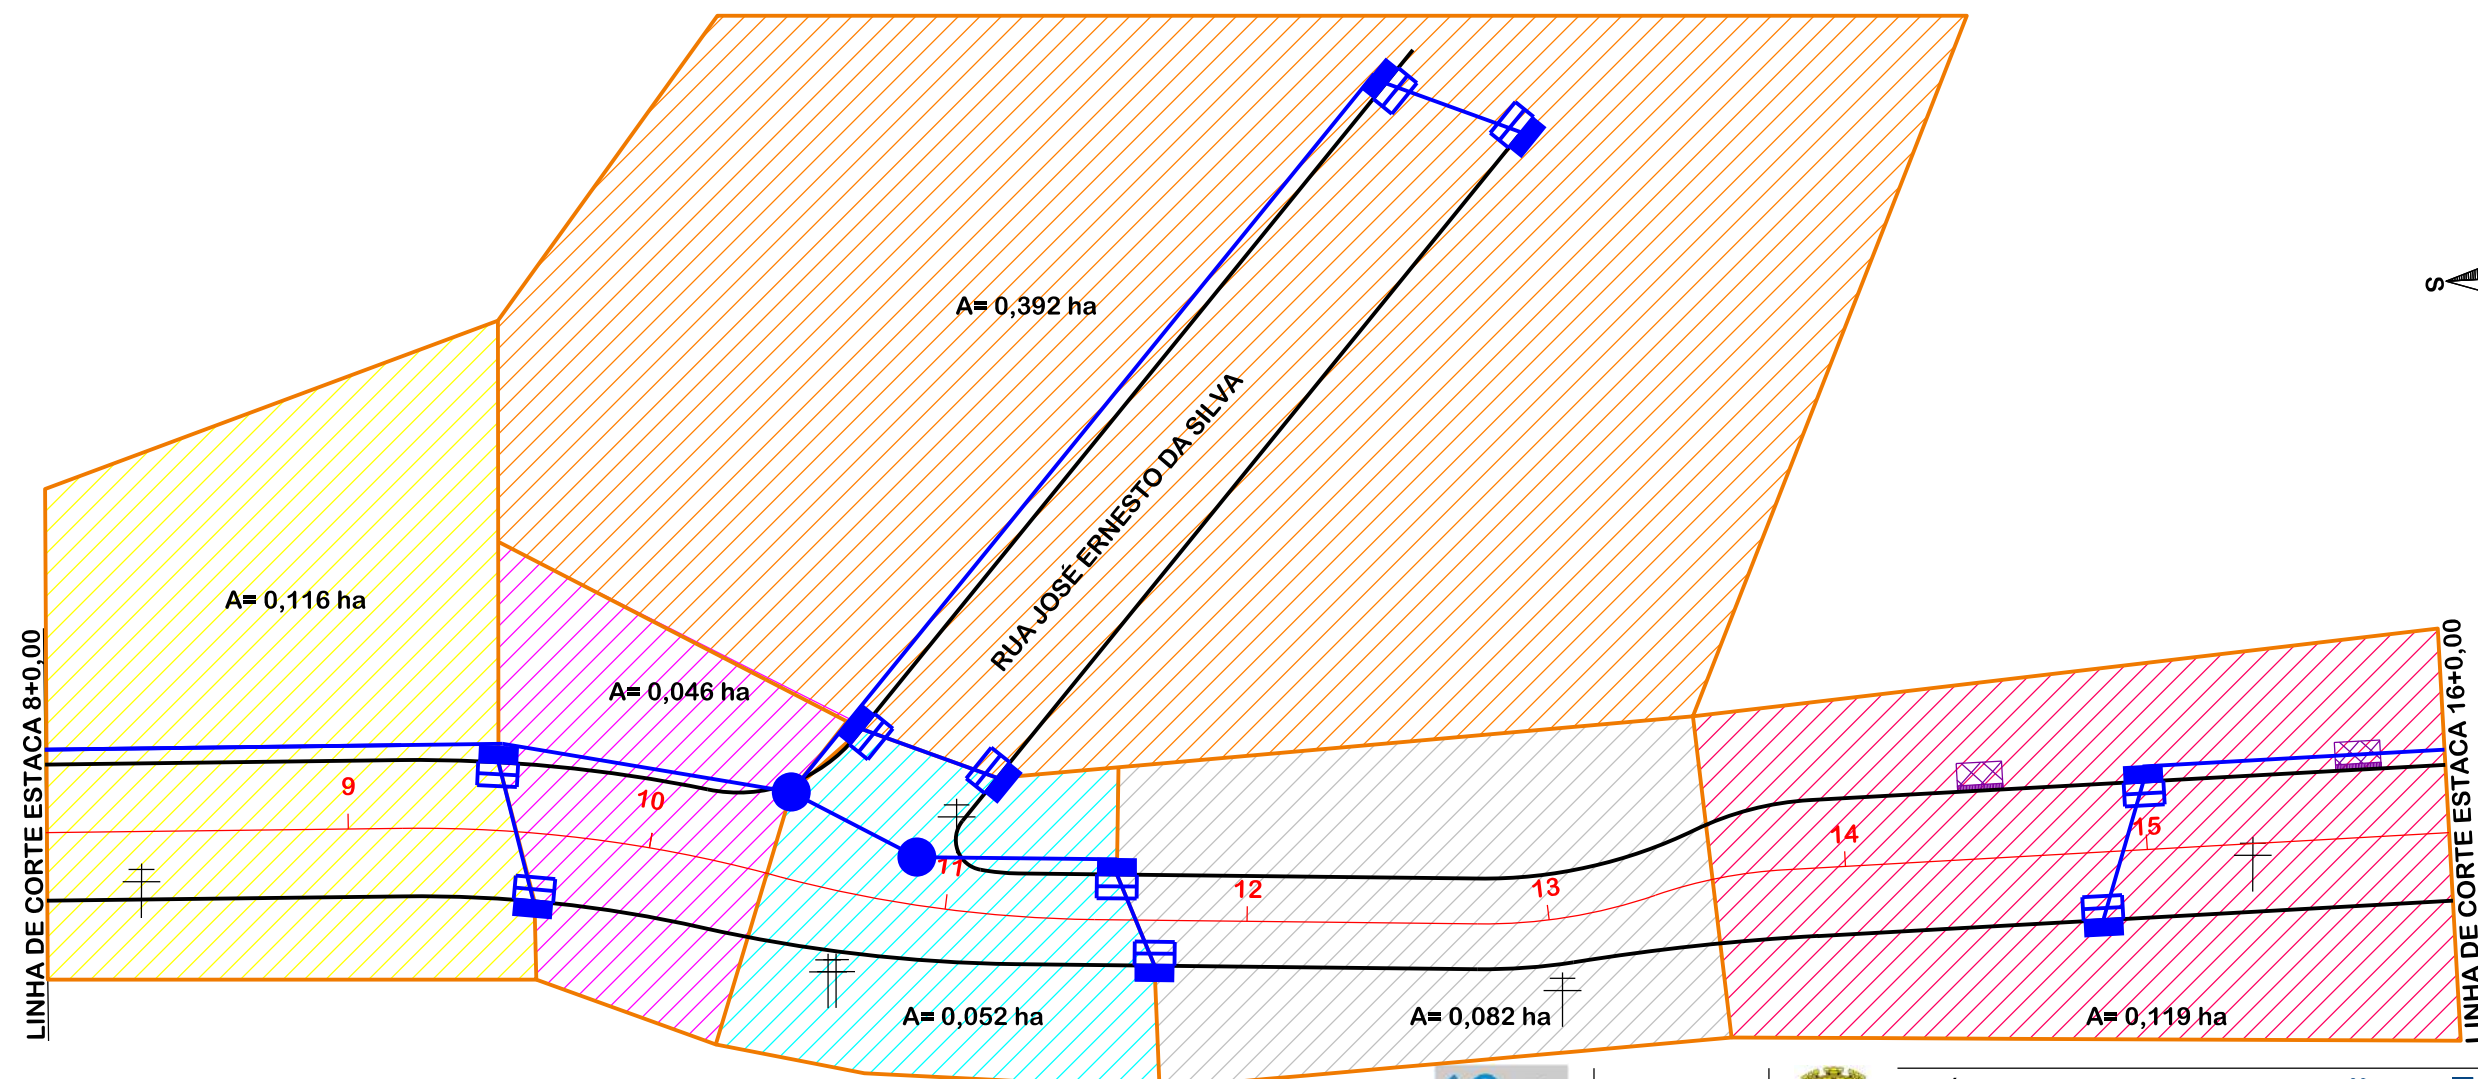 A= 0,392 ha
S
RUA JOSÉ ERNESTO DA SILVA
A= 0,116 ha
A= 0,046 ha
LINHA DE CORTE ESTACA 8+0,00
LINHA DE CORTE ESTACA 16+0,00
9
10
11
12
13
14
15
A= 0,052 ha
A= 0,082 ha
A= 0,119 ha